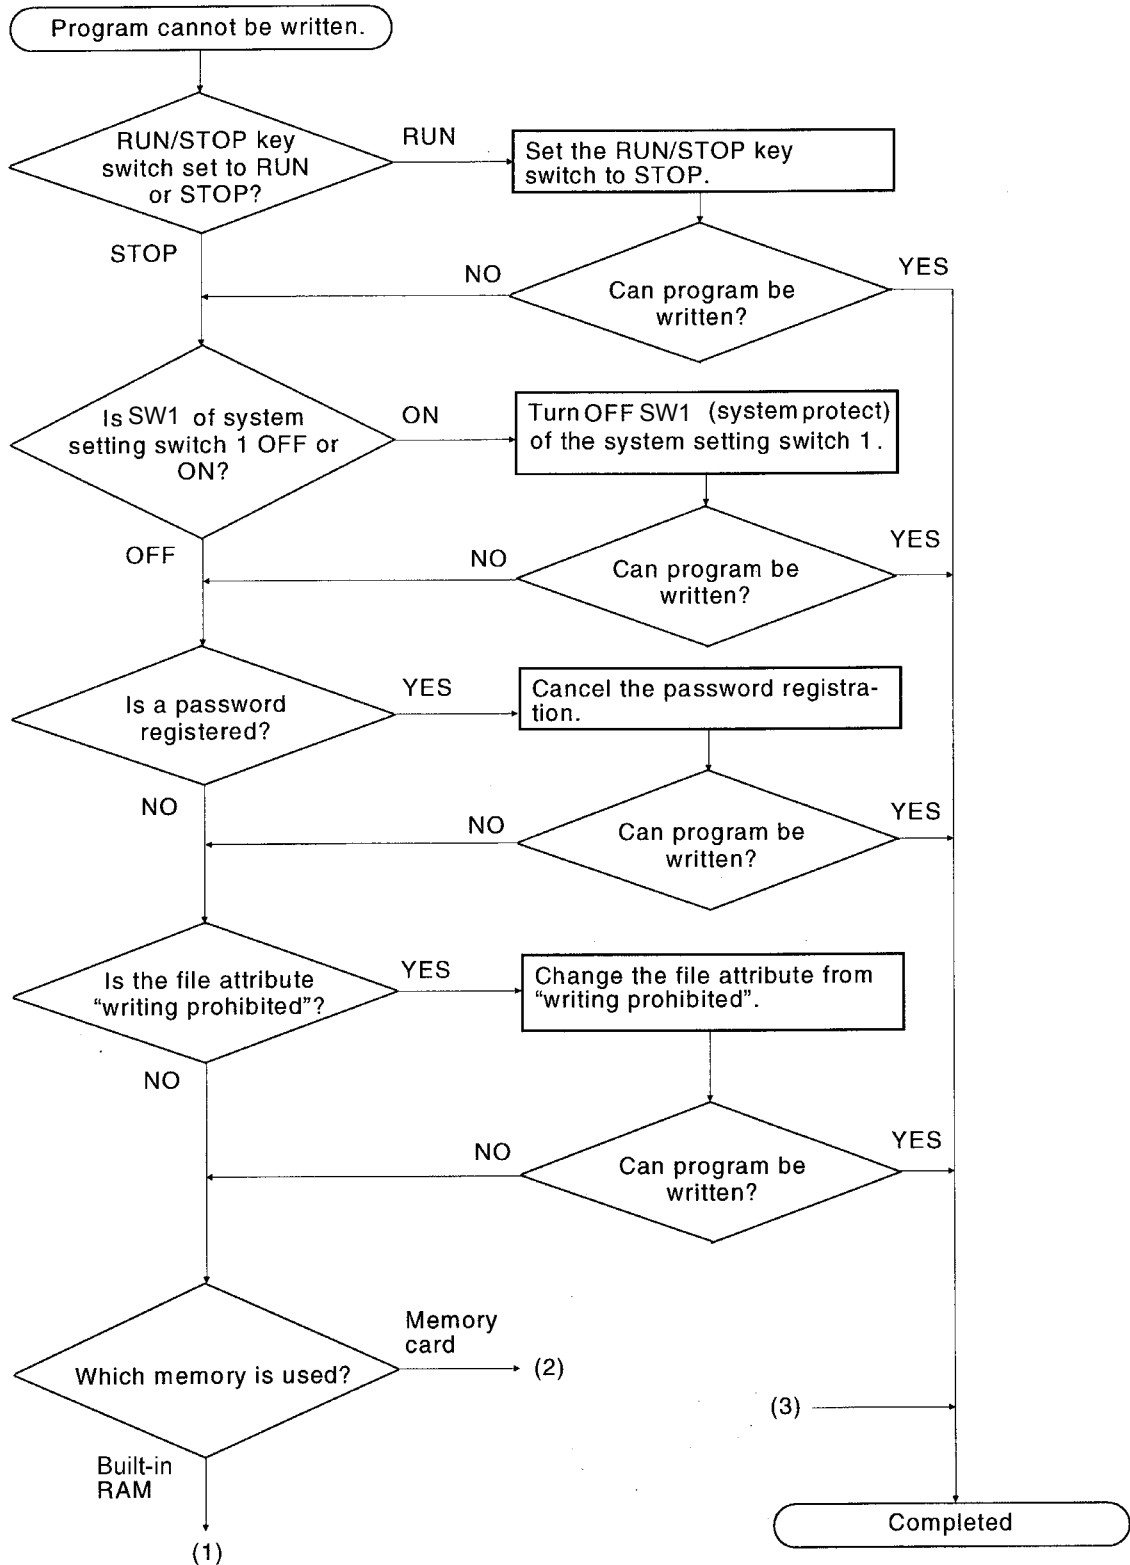 Program cannot be written.
RUN/STOP key
switch set to RUN
or STOP?
RUN
Set the RUN/STOP key
switch to STOP.
STOP
NO
YES
Can program be
written?
Is SW1 of system
setting switch 1 OFF or
ON?
ON
Turn OFF SW1 (system protect)
of the system setting switch 1.
OFF
NO
YES
Can program be
written?
Is a password
registered?
YES
Cancel the password registra-
tion.
NO
NO
YES
Can program be
written?
Is the file attribute
“writing prohibited”?
YES
Change the file attribute from
“writing prohibited”.
NO
NO
YES
Can program be
written?
Which memory is used?
Memory
card
(2)
(3)
Built-in
RAM
(1)
Completed